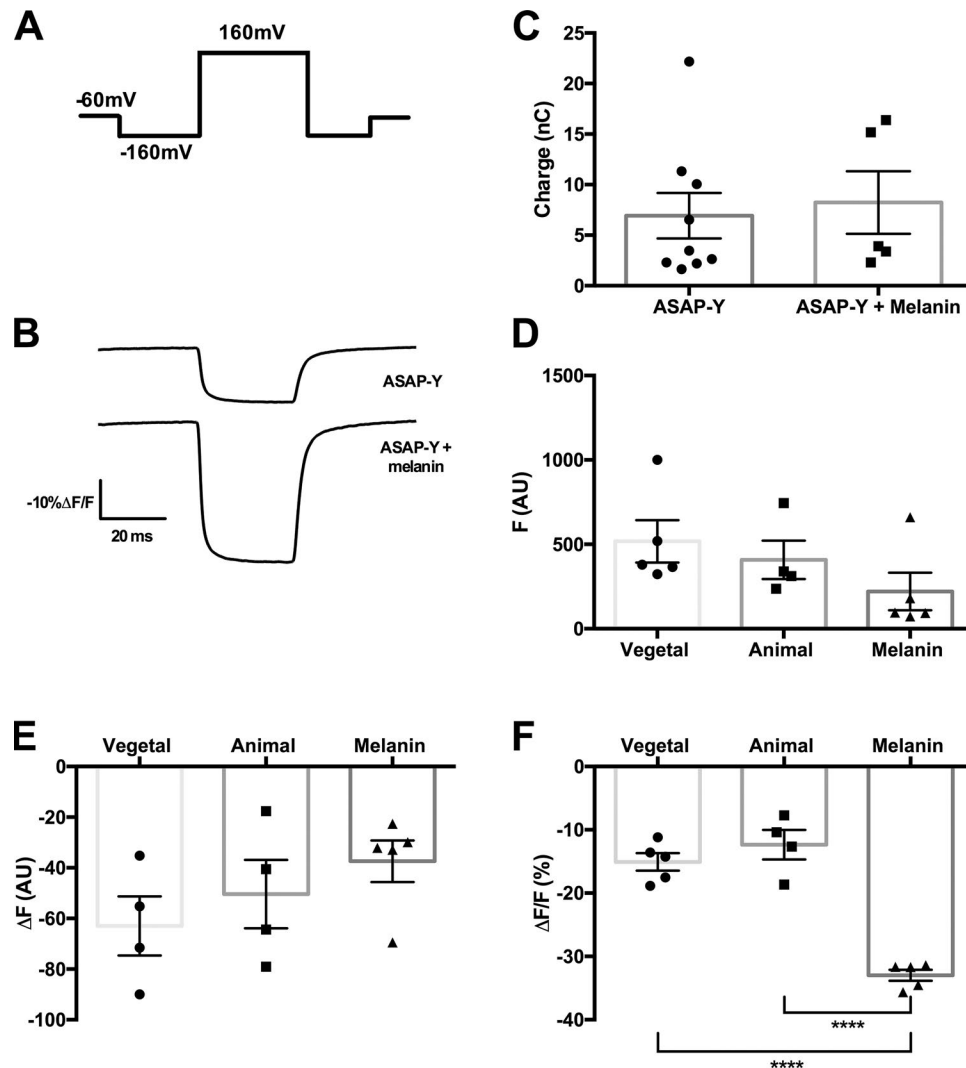 A
160mV
-60mV
-160mV
B
ASAP-Y
ASAP-Y +
melanin
-10%ΔF/F
20 ms
C
Charge (nC)
25
20
15
10
5
0
ASAP-Y
ASAP-Y + Melanin
D
F (AU)
1500
1000
500
0
Vegetal
Animal
Melanin
E
Vegetal
Animal
Melanin
ΔF (AU)
0
-20
-40
-60
-80
-100
F
Vegetal
Animal
Melanin
ΔF/F (%)
0
-10
-20
-30
-40
****
****